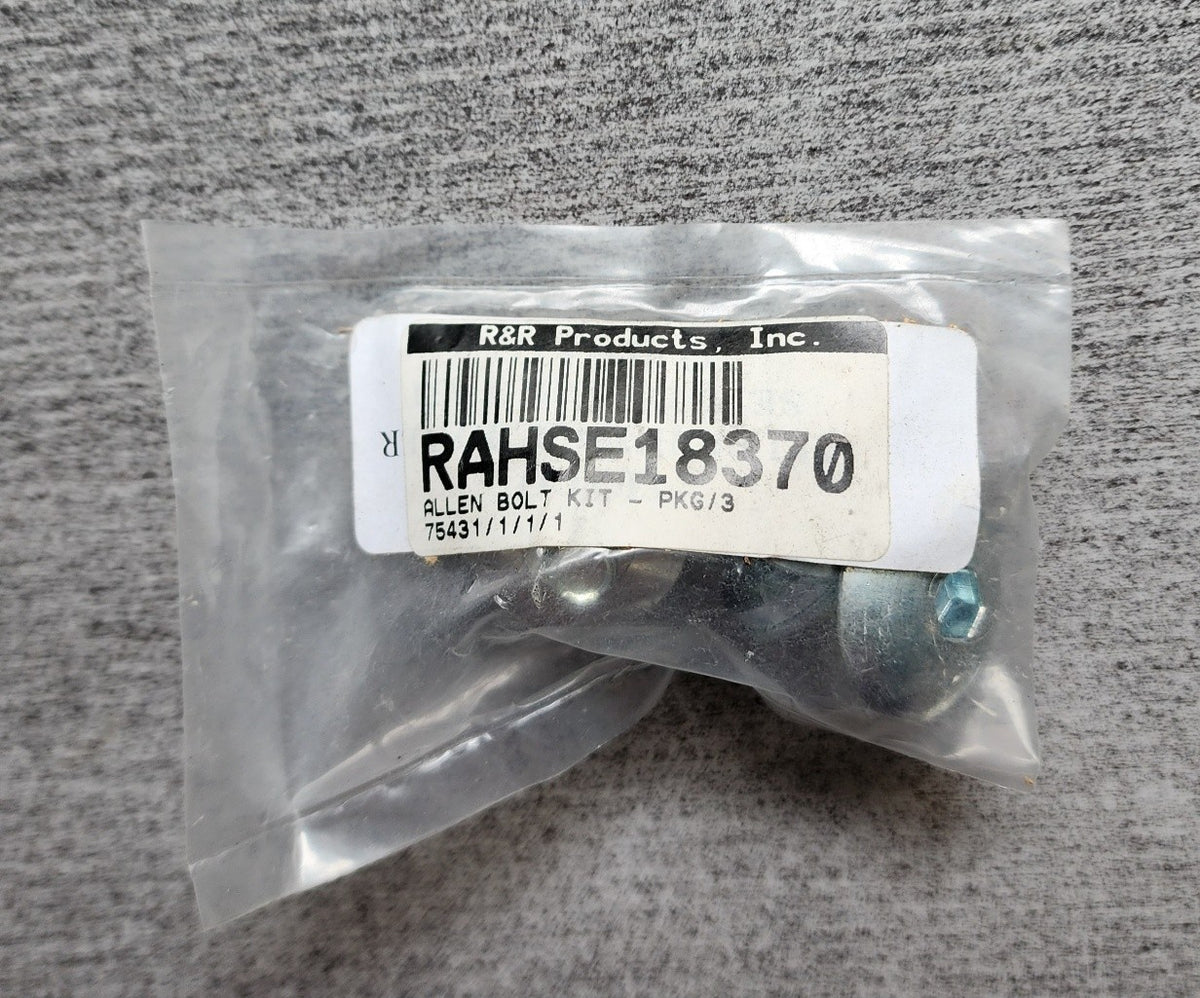 R&R Products, Inc.
R
RAHSE18370
ALLEN BOLT KIT - PKG/3
75431/1/1/1